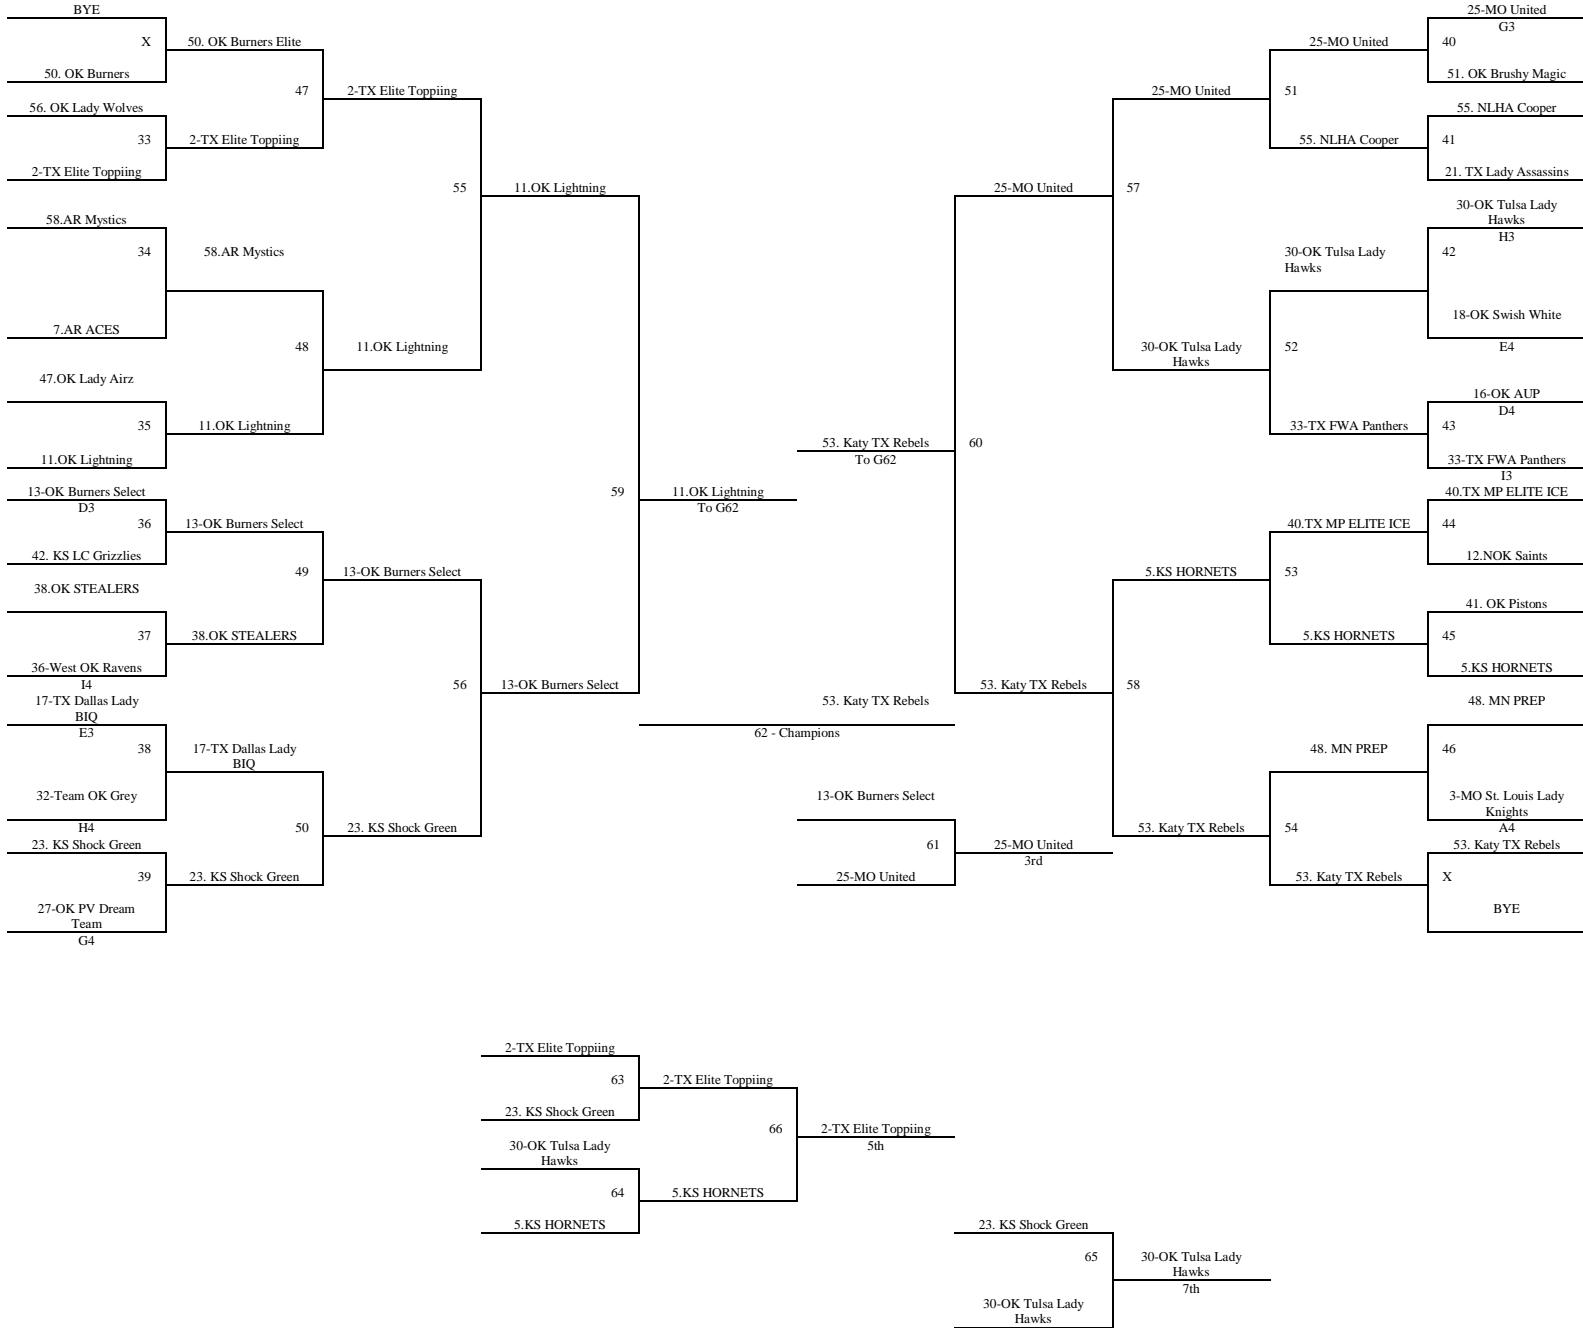 BYE
X
50. OK Burners Elite
50. OK Burners
47
2-TX Elite Toppiing
56. OK Lady Wolves
33
2-TX Elite Toppiing
2-TX Elite Toppiing
55
11.OK Lightning
58.AR Mystics
34
58.AR Mystics
7.AR ACES
48
11.OK Lightning
47.OK Lady Airz
35
11.OK Lightning
11.OK Lightning
13-OK Burners Select
D3
36
13-OK Burners Select
42. KS LC Grizzlies
49
13-OK Burners Select
38.OK STEALERS
37
38.OK STEALERS
36-West OK Ravens
I4
56
13-OK Burners Select
17-TX Dallas Lady
BIQ
E3
38
17-TX Dallas Lady
BIQ
32-Team OK Grey
H4
50
23. KS Shock Green
23. KS Shock Green
39
23. KS Shock Green
27-OK PV Dream
Team
G4
59
11.OK Lightning
To G62
53. Katy TX Rebels
To G62
60
53. Katy TX Rebels
62 - Champions
13-OK Burners Select
61
25-MO United
3rd
25-MO United
25-MO United
G3
25-MO United
40
51. OK Brushy Magic
25-MO United
51
55. NLHA Cooper
55. NLHA Cooper
41
21. TX Lady Assassins
25-MO United
57
30-OK Tulsa Lady
Hawks
H3
30-OK Tulsa Lady
Hawks
42
18-OK Swish White
E4
30-OK Tulsa Lady
Hawks
52
16-OK AUP
D4
33-TX FWA Panthers
43
33-TX FWA Panthers
I3
40.TX MP ELITE ICE
40.TX MP ELITE ICE
44
12.NOK Saints
5.KS HORNETS
53
41. OK Pistons
5.KS HORNETS
45
5.KS HORNETS
53. Katy TX Rebels
58
48. MN PREP
48. MN PREP
46
3-MO St. Louis Lady
Knights
A4
53. Katy TX Rebels
54
53. Katy TX Rebels
53. Katy TX Rebels
X
BYE
2-TX Elite Toppiing
63
2-TX Elite Toppiing
23. KS Shock Green
66
2-TX Elite Toppiing
5th
30-OK Tulsa Lady
Hawks
64
5.KS HORNETS
5.KS HORNETS
23. KS Shock Green
65
30-OK Tulsa Lady
Hawks
7th
30-OK Tulsa Lady
Hawks